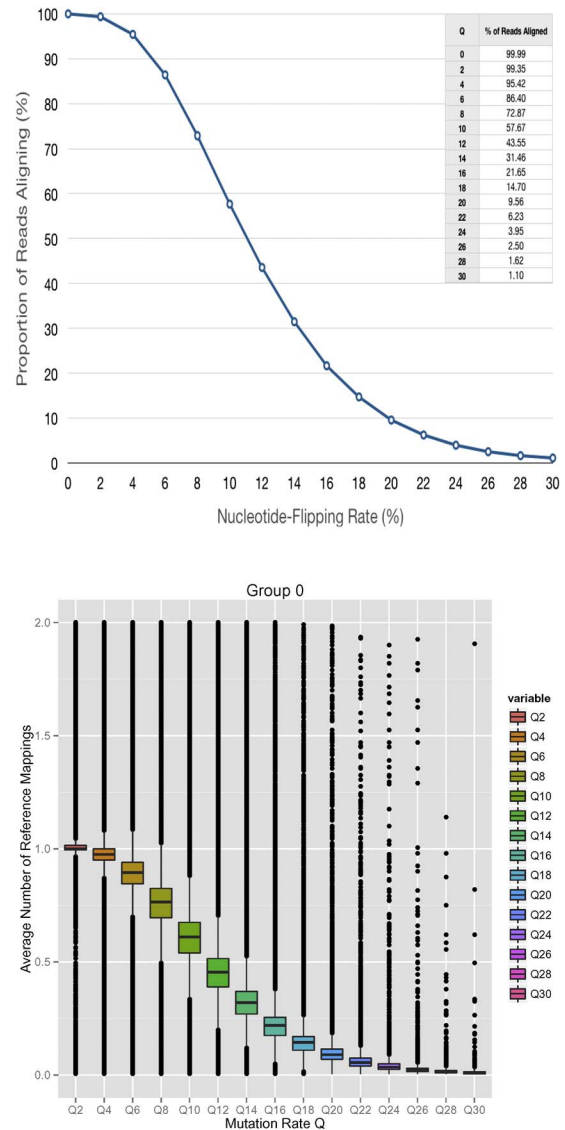 Proportion of Reads Aligning (%)
100
90
80
70
60
50
40
30
20
10
0
0 2 4 6 8 10 12 14 16 18 20 22 24 26 28 30
Nucleotide-Flipping Rate (%)
Q % of Reads Aligned
0 99.99
2 99.35
4 95.42
6 86.40
8 72.87
10 57.67
12 43.55
14 31.46
16 21.65
18 14.70
20 9.56
22 6.23
24 3.95
26 2.50
28 1.62
30 1.10
Group 0
Average Number of Reference Mappings
2.0
1.5
1.0
0.5
0.0
Q2 Q4 Q6 Q8 Q10 Q12 Q14 Q16 Q18 Q20 Q22 Q24 Q26 Q28 Q30
Mutation Rate Q
variable
Q2
Q4
Q6
Q8
Q10
Q12
Q14
Q16
Q18
Q20
Q22
Q24
Q26
Q28
Q30